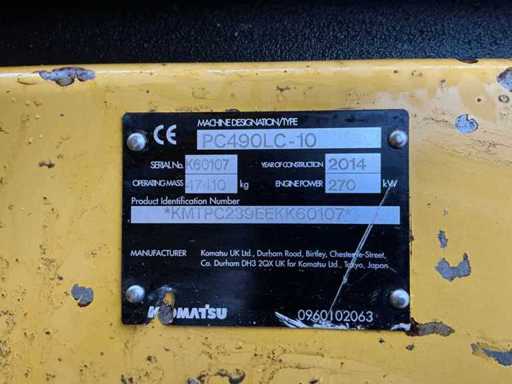 MACHINE DESIGNATION/TYPE
CE PC490LC-10
SERIAL No. K60107 YEAR OF CONSTRUCTION 2014
OPERATING MASS kg ENGINE POWER 270 kW
Product Identification Number
*KMTPC239EEKK60107*
MANUFACTURER Komatsu UK Ltd., Durham Road, Birtley, Chester-le-Street,
Co. Durham DH3 2QX UK for Komatsu Ltd., Tokyo, Japan
KOMATSU 0960102063